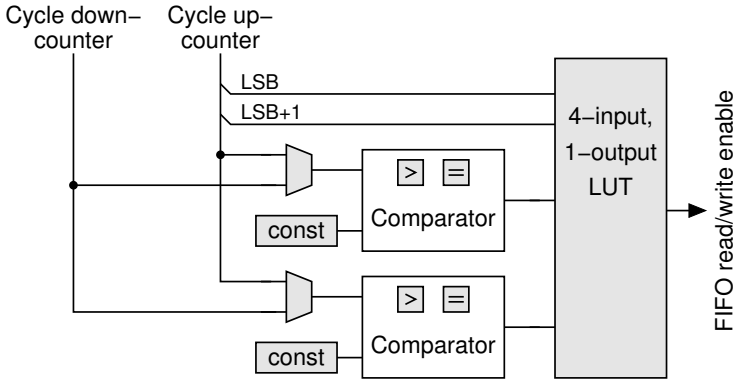 Cycle down−
counter
Cycle up−
counter
LSB
LSB+1
4−input,
1−output
LUT
> =
Comparator
const
> =
Comparator
const
FIFO read/write enable